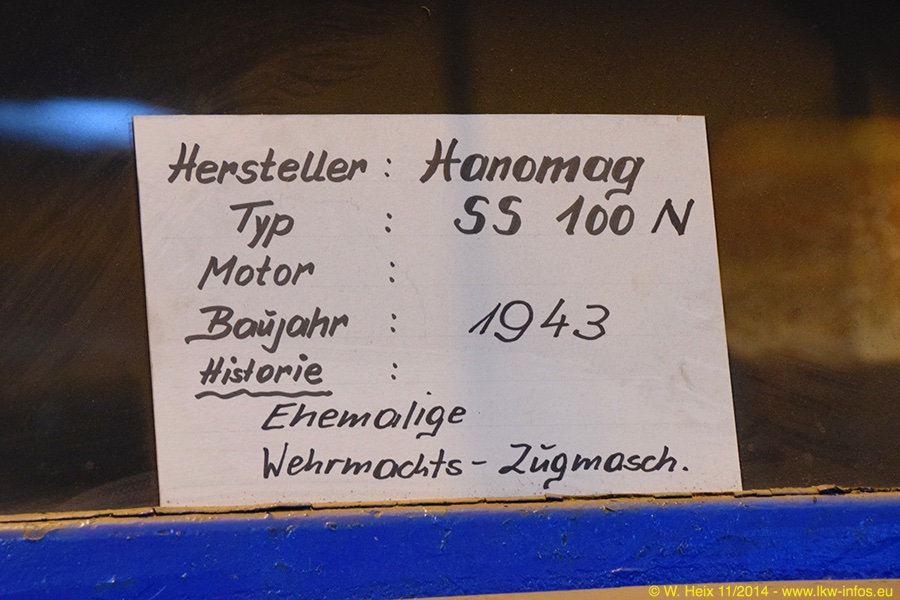 Hersteller : Hanomag
Typ : SS 100 N
Motor :
Baujahr : 1943
Historie :
Ehemalige
Wehrmachts - Zugmasch.
© W. Heix 11/2014 - www.lkw-infos.eu